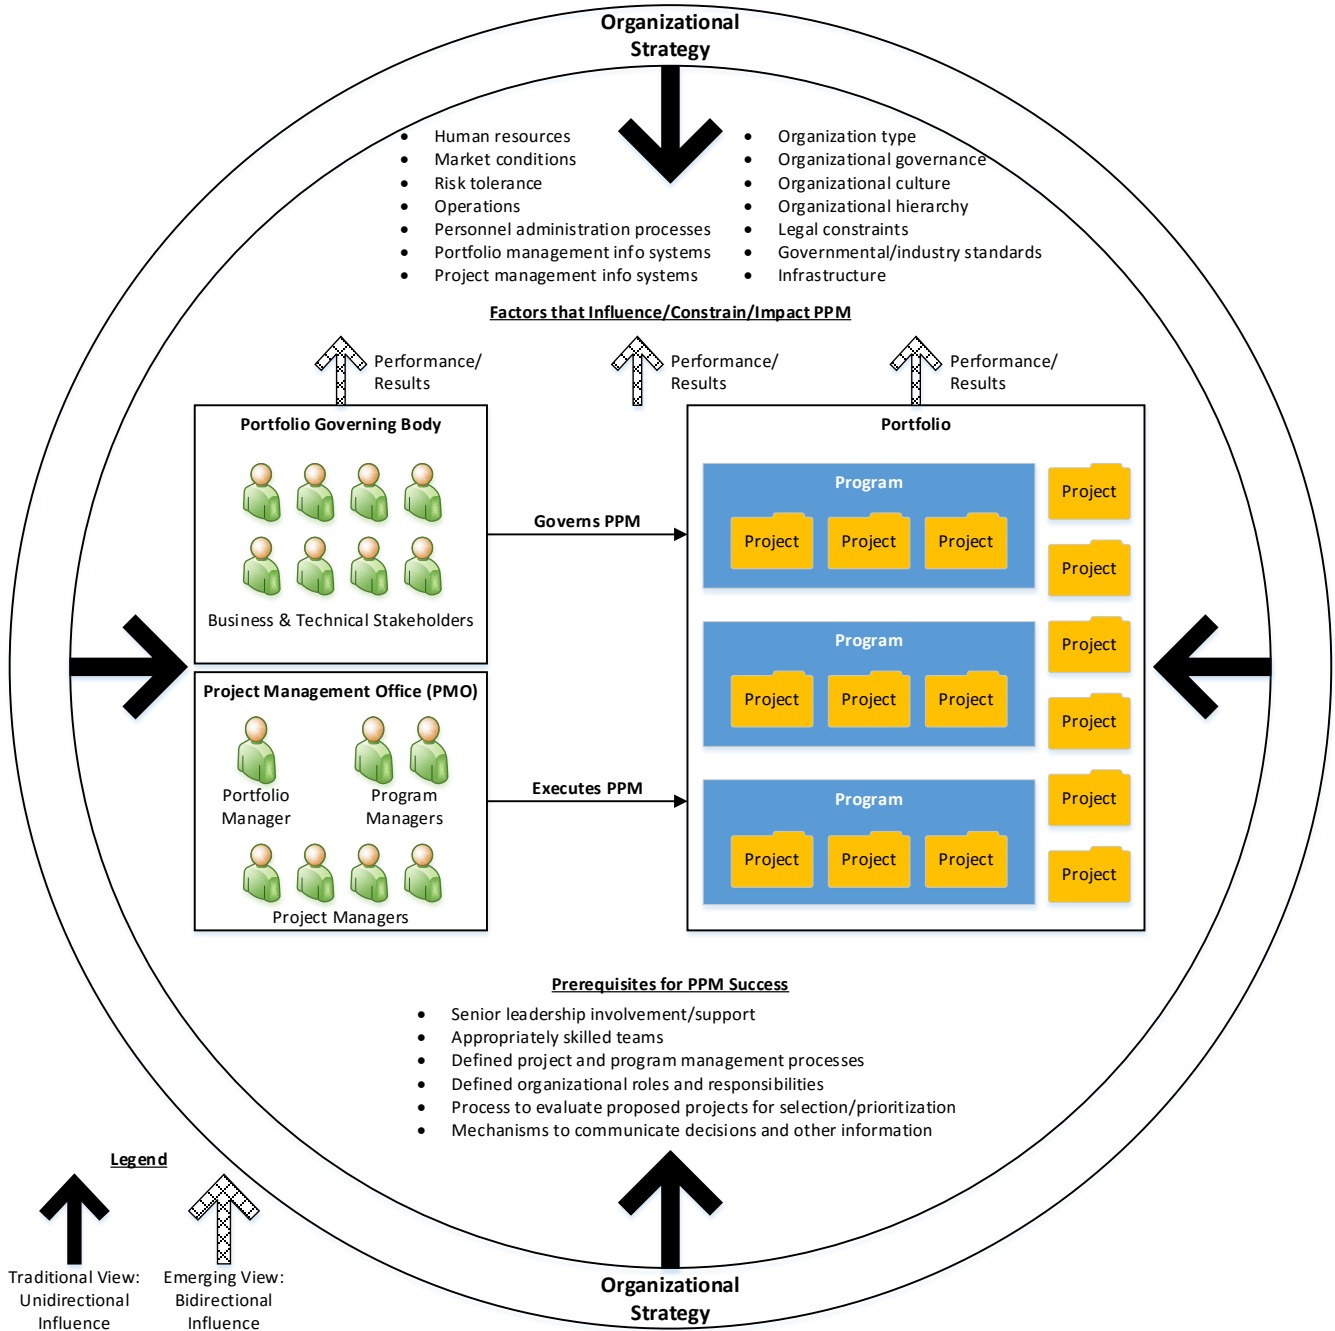 Organizational
Strategy
Human resources
Market conditions
Risk tolerance
Operations
Personnel administration processes
Portfolio management info systems
Project management info systems
Organization type
Organizational governance
Organizational culture
Organizational hierarchy
Legal constraints
Governmental/industry standards
Infrastructure
Factors that Influence/Constrain/Impact PPM
Performance/
Results
Performance/
Results
Performance/
Results
Portfolio Governing Body
Business & Technical Stakeholders
Governs PPM
Project Management Office (PMO)
Portfolio
Manager
Program
Managers
Project Managers
Executes PPM
Portfolio
Program
Project
Project
Project
Program
Project
Project
Project
Program
Project
Project
Project
Project
Project
Project
Project
Project
Project
Prerequisites for PPM Success
Senior leadership involvement/support
Appropriately skilled teams
Defined project and program management processes
Defined organizational roles and responsibilities
Process to evaluate proposed projects for selection/prioritization
Mechanisms to communicate decisions and other information
Legend
Traditional View:
Unidirectional
Influence
Emerging View:
Bidirectional
Influence
Organizational
Strategy